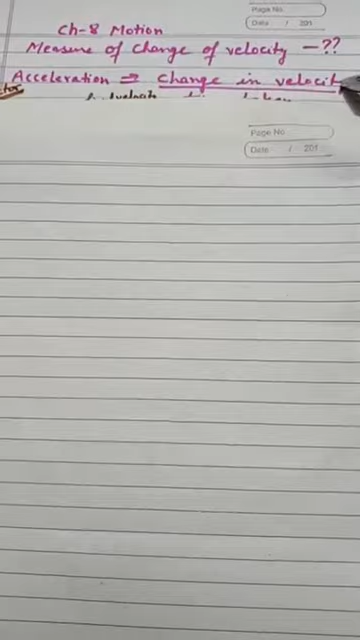 Page No.
Date / 201
Ch-8 Motion
Measure of change of velocity -??
Acceleration ⇒ change in velocit
Page No.
Date / 201